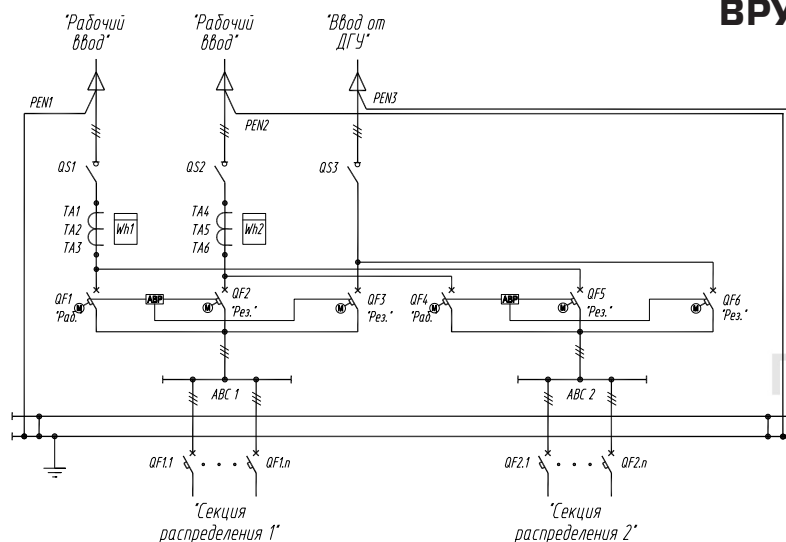 ВРУ
"Рабочий
ввод"
"Рабочий
ввод"
"Ввод от
ДГУ"
PEN1
PEN2
PEN3
QS1
QS2
QS3
TA1
TA2
TA3
Wh1
TA4
TA5
TA6
Wh2
QF1
"Раб."
М
АВР
QF2
"Рез."
М
QF3
"Рез."
М
QF4
"Раб."
М
АВР
QF5
"Рез."
М
QF6
"Рез."
М
ABC 1
ABC 2
QF1.1
QF1.n
QF2.1
QF2.n
"Секция
распределения 1"
"Секция
распределения 2"